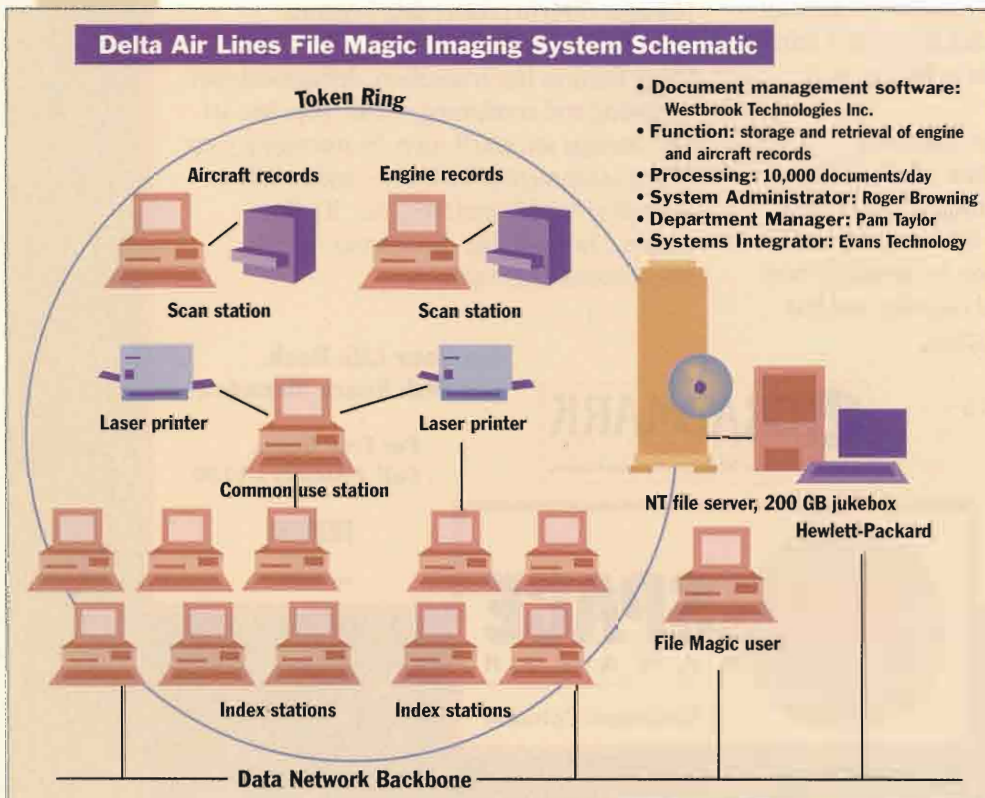 Delta Air Lines File Magic Imaging System Schematic
Token Ring
• Document management software:
Westbrook Technologies Inc.
• Function: storage and retrieval of engine
and aircraft records
• Processing: 10,000 documents/day
• System Administrator: Roger Browning
• Department Manager: Pam Taylor
• Systems Integrator: Evans Technology
Aircraft records
Engine records
Scan station
Scan station
Laser printer
Laser printer
Common use station
NT file server, 200 GB jukebox
Hewlett-Packard
File Magic user
Index stations
Index stations
Data Network Backbone